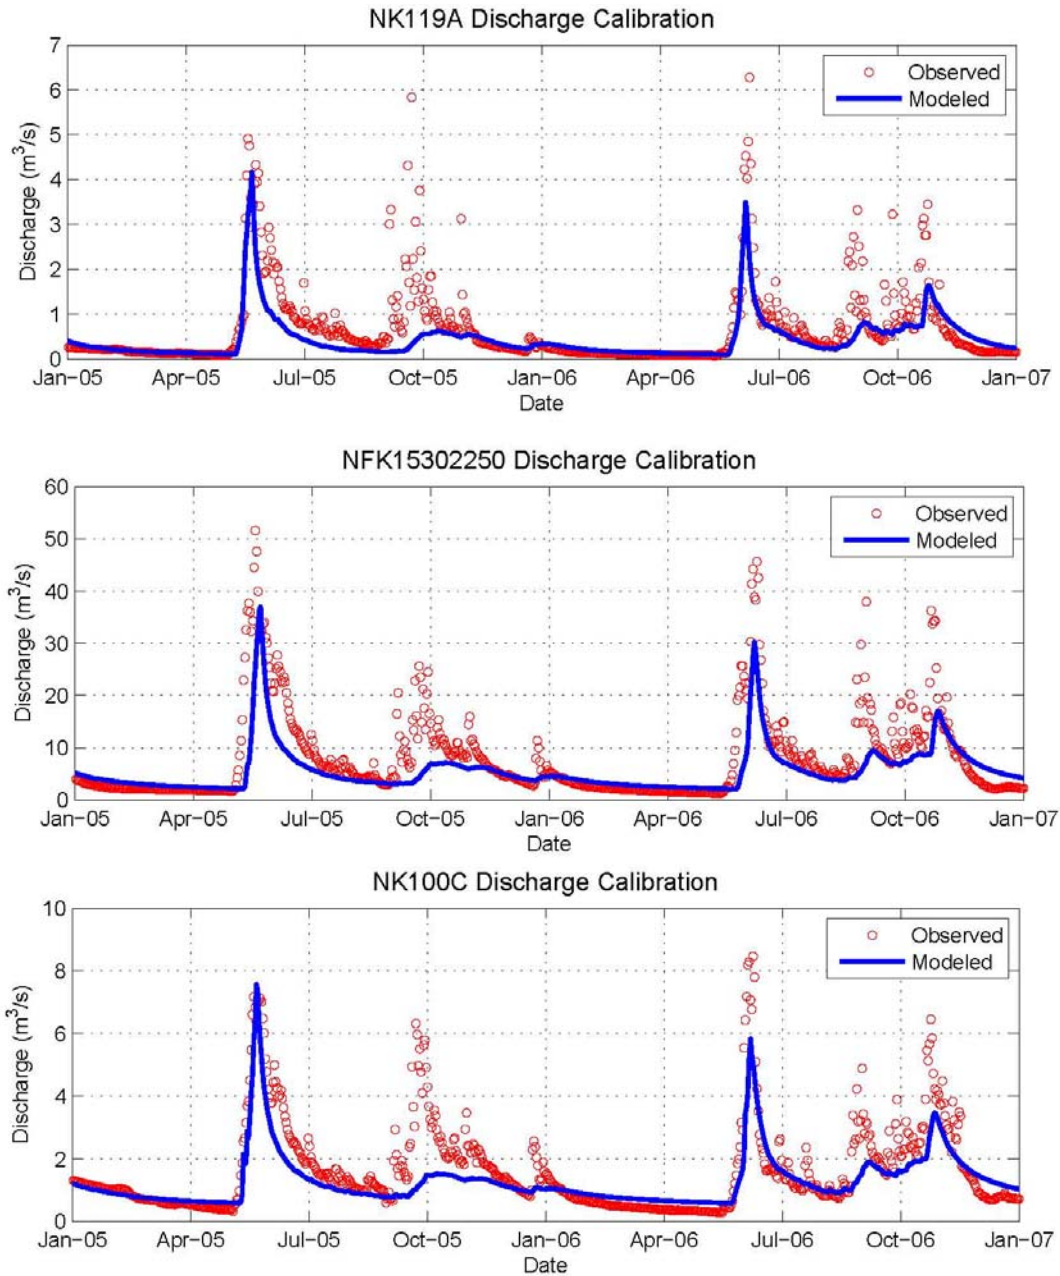 NK119A Discharge Calibration
7
6
5
4
3
2
1
0
Discharge (m³/s)
Observed
Modeled
Jan−05 Apr−05 Jul−05 Oct−05 Jan−06 Apr−06 Jul−06 Oct−06 Jan−07
Date
NFK15302250 Discharge Calibration
60
50
40
30
20
10
0
Discharge (m³/s)
Observed
Modeled
Jan−05 Apr−05 Jul−05 Oct−05 Jan−06 Apr−06 Jul−06 Oct−06 Jan−07
Date
NK100C Discharge Calibration
10
8
6
4
2
0
Discharge (m³/s)
Observed
Modeled
Jan−05 Apr−05 Jul−05 Oct−05 Jan−06 Apr−06 Jul−06 Oct−06 Jan−07
Date